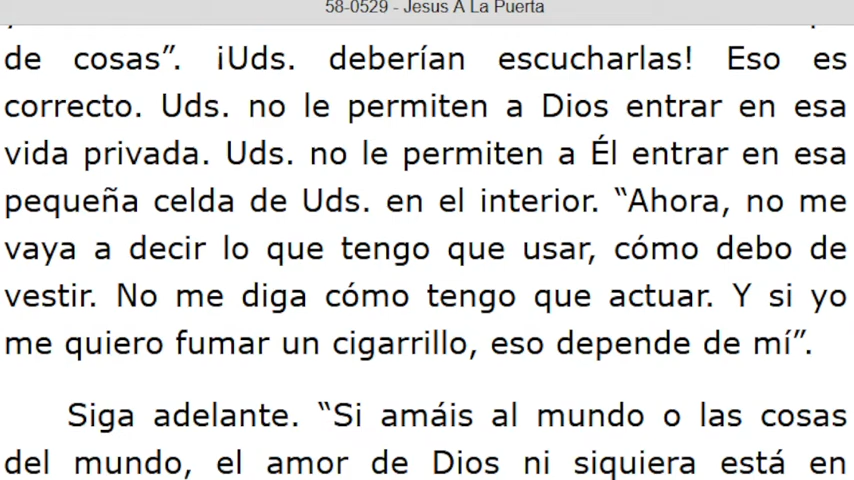 58-0529 - Jesus A La Puerta
de cosas”. ¡Uds. deberían escucharlas! Eso es
correcto. Uds. no le permiten a Dios entrar en esa
vida privada. Uds. no le permiten a Él entrar en esa
pequeña celda de Uds. en el interior. “Ahora, no me
vaya a decir lo que tengo que usar, cómo debo de
vestir. No me diga cómo tengo que actuar. Y si yo
me quiero fumar un cigarrillo, eso depende de mí”.
Siga adelante. “Si amáis al mundo o las cosas
del mundo, el amor de Dios ni siquiera está en